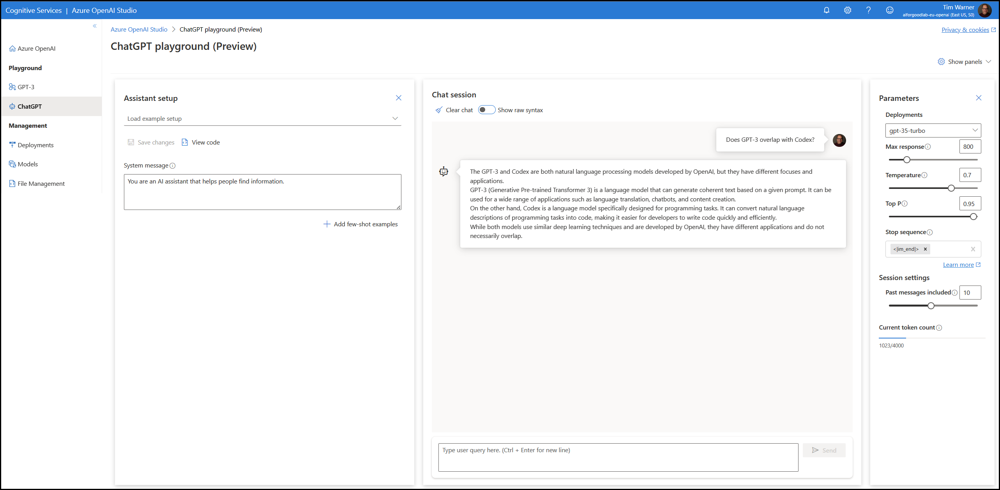 Cognitive Services | Azure OpenAI Studio
Tim Warner
aiforgoodlab-eu-openai (East US, S0)
Azure OpenAI Studio > ChatGPT playground (Preview)
Privacy & cookies
ChatGPT playground (Preview)
Show panels
Azure OpenAI
Playground
GPT-3
ChatGPT
Management
Deployments
Models
File Management
Assistant setup
Load example setup
Save changes
View code
System message
You are an AI assistant that helps people find information.
Add few-shot examples
Chat session
Clear chat
Show raw syntax
Does GPT-3 overlap with Codex?
The GPT-3 and Codex are both natural language processing models developed by OpenAI, but they have different focuses and
applications.
GPT-3 (Generative Pre-trained Transformer 3) is a language model that can generate coherent text based on a given prompt. It can be
used for a wide range of applications such as language translation, chatbots, and content creation.
On the other hand, Codex is a language model specifically designed for programming tasks. It can convert natural language
descriptions of programming tasks into code, making it easier for developers to write code quickly and efficiently.
While both models use similar deep learning techniques and are developed by OpenAI, they have different applications and do not
necessarily overlap.
Type user query here. (Ctrl + Enter for new line)
Send
Parameters
Deployments
gpt-35-turbo
Max response 800
Temperature 0.7
Top P 0.95
Stop sequence
<|im_end|>
Learn more
Session settings
Past messages included 10
Current token count
1023/4000